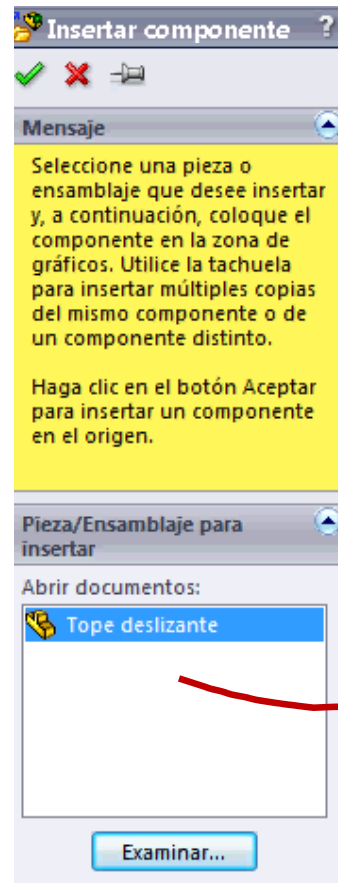 Insertar componente ?
Mensaje
Seleccione una pieza o
ensamblaje que desee insertar
y, a continuación, coloque el
componente en la zona de
gráficos. Utilice la tachuela
para insertar múltiples copias
del mismo componente o de
un componente distinto.
Haga clic en el botón Aceptar
para insertar un componente
en el origen.
Pieza/Ensamblaje para
insertar
Abrir documentos:
Tope deslizante
Examinar...